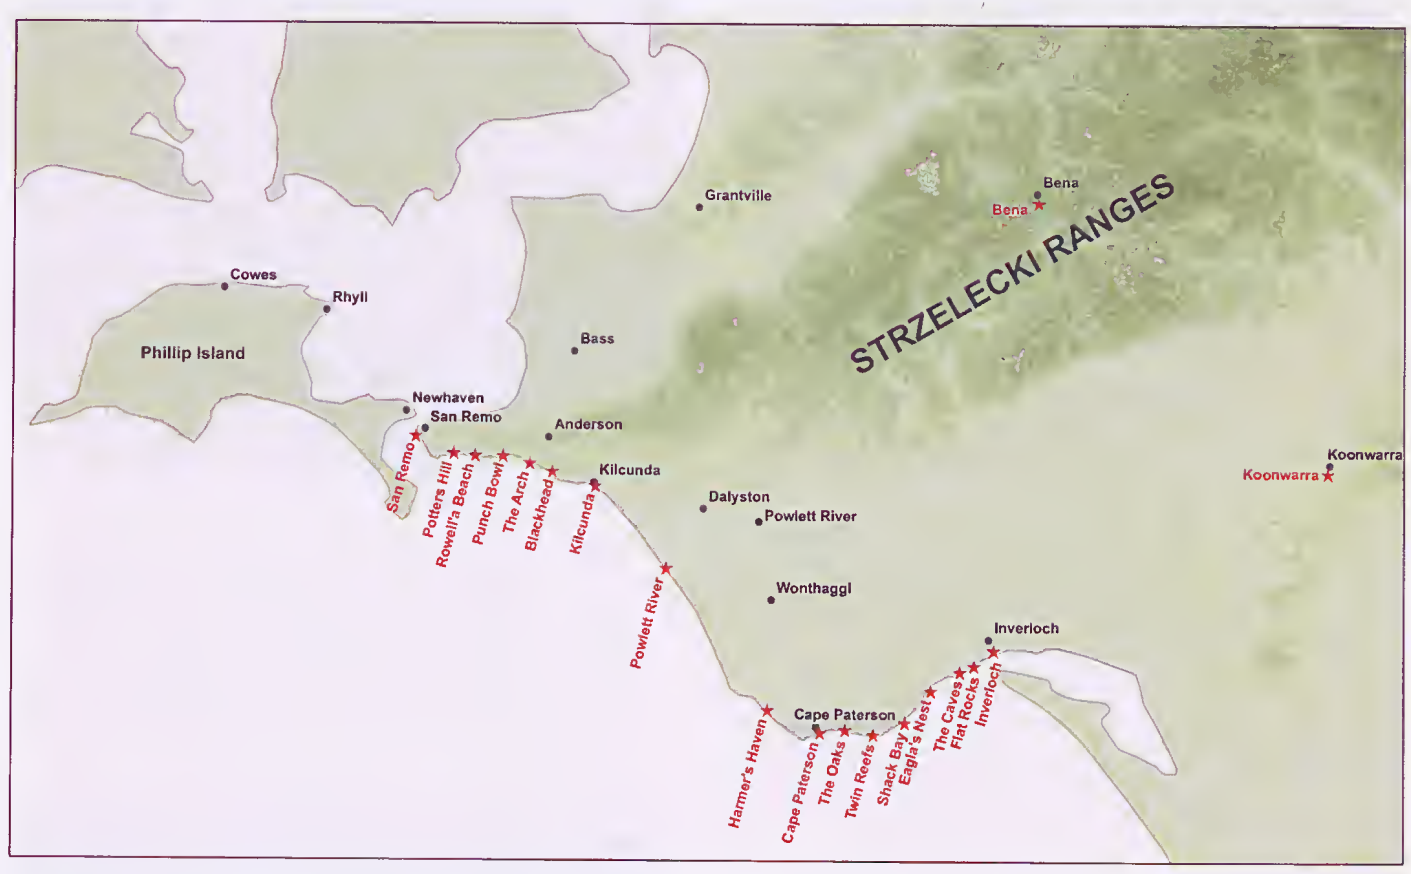 Grantville
Bena
Bena
STRZELECKI RANGES
Cowes
Rhyll
Bass
Phillip Island
Newhaven
San Remo
Anderson
Kilcunda
Koonwarra
Koonwarra
Dalyston
Powlett River
Wonthaggl
Inverloch
Cape Paterson
San Remo
Potters Hill
Rowell'a Beach
Punch Bowl
The Arch
Blackhead
Kilcunda
Powlett River
Harmer's Haven
Cape Paterson
The Oaks
Twin Reefs
Shack Bay
Eagla's Nest
The Caves
Flat Rocks
Inverloch